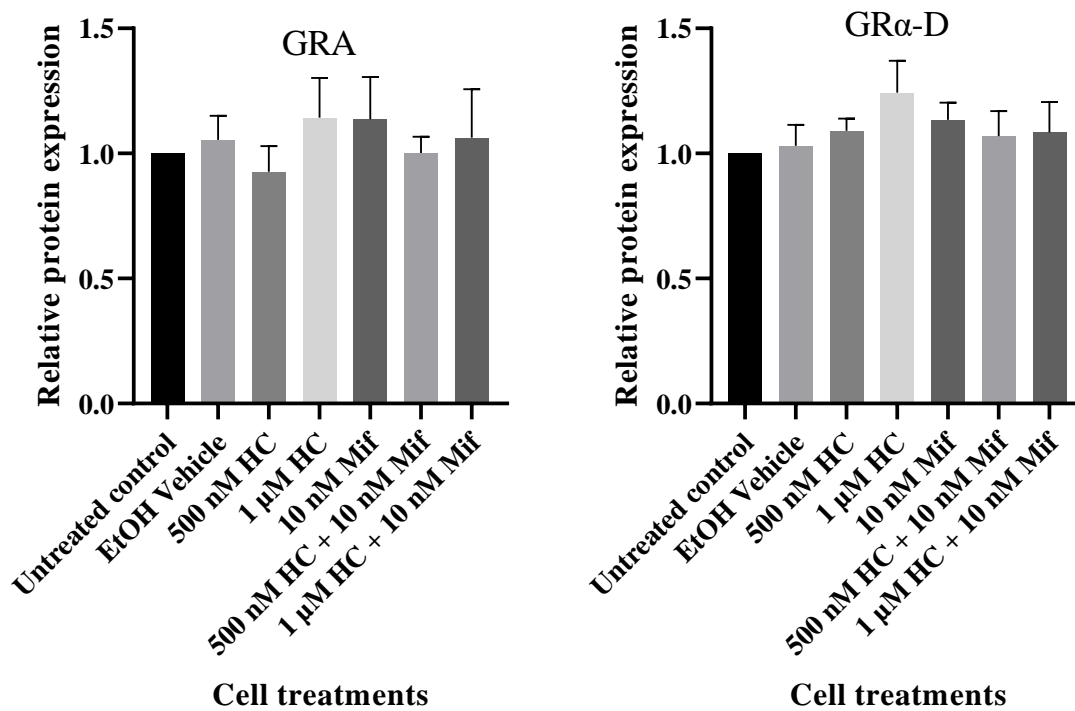 GRA
Relative protein expression
1.5
1.0
0.5
0.0
Untreated control
EtOH Vehicle
500 nM HC
1 µM HC
10 nM Mif
500 nM HC + 10 nM Mif
1 µM HC + 10 nM Mif
Cell treatments
GRα-D
Relative protein expression
1.5
1.0
0.5
0.0
Untreated control
EtOH Vehicle
500 nM HC
1 µM HC
10 nM Mif
500 nM HC + 10 nM Mif
1 µM HC + 10 nM Mif
Cell treatments